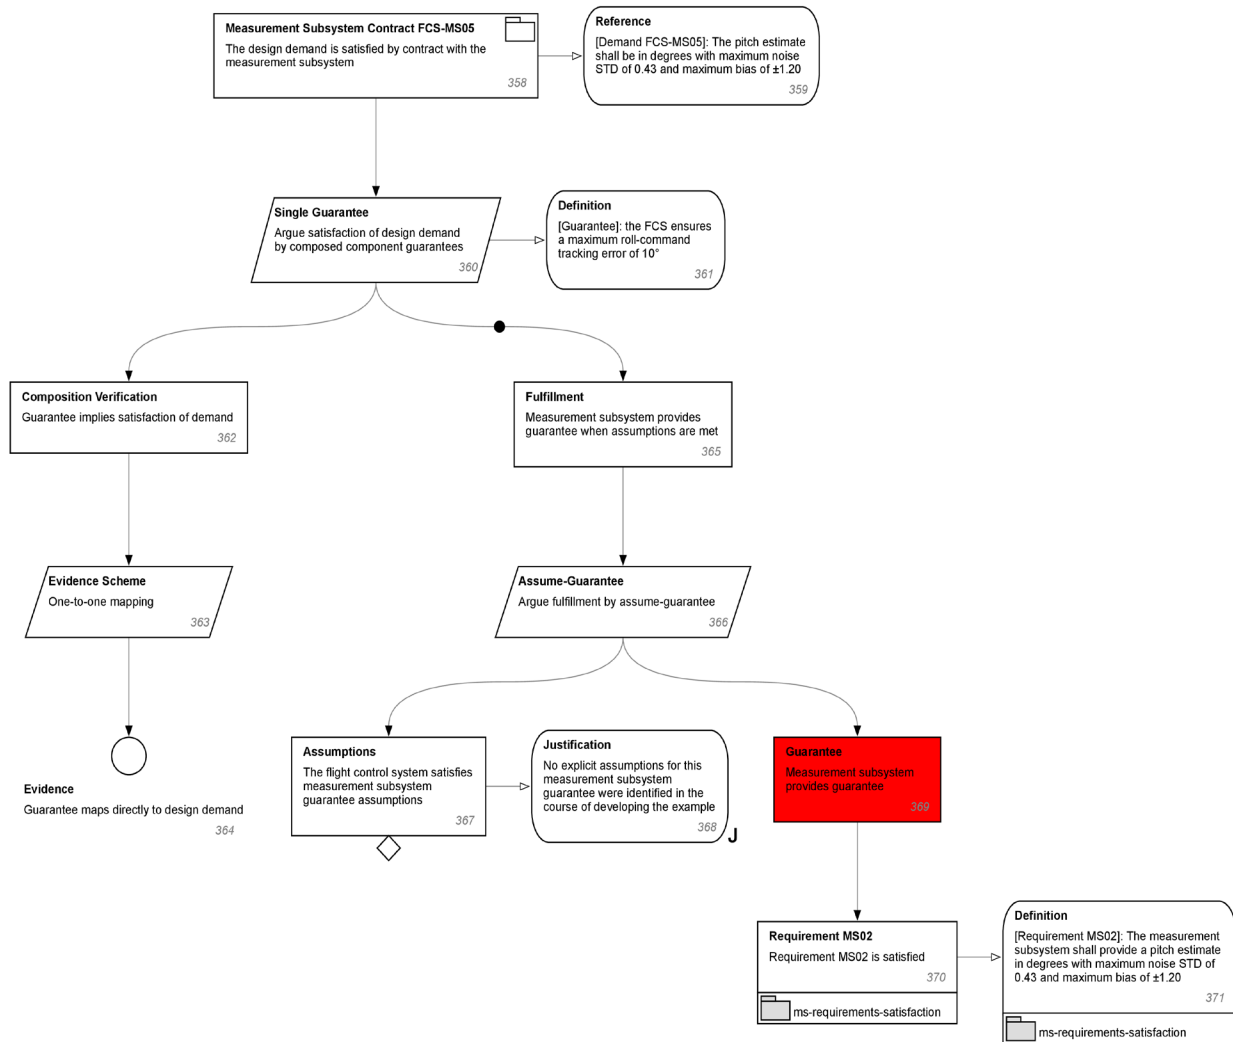 Measurement Subsystem Contract FCS-MS05
The design demand is satisfied by contract with the
measurement subsystem
358
Reference
[Demand FCS-MS05]: The pitch estimate
shall be in degrees with maximum noise
STD of 0.43 and maximum bias of ±1.20
359
Single Guarantee
Argue satisfaction of design demand
by composed component guarantees
360
Definition
[Guarantee]: the FCS ensures
a maximum roll-command
tracking error of 10°
361
Composition Verification
Guarantee implies satisfaction of demand
362
Fulfillment
Measurement subsystem provides
guarantee when assumptions are met
365
Evidence Scheme
One-to-one mapping
363
Assume-Guarantee
Argue fulfillment by assume-guarantee
366
Evidence
Guarantee maps directly to design demand
364
Assumptions
The flight control system satisfies
measurement subsystem
guarantee assumptions
367
Justification
No explicit assumptions for this
measurement subsystem
guarantee were identified in the
course of developing the example
368
J
Guarantee
Measurement subsystem
provides guarantee
369
Requirement MS02
Requirement MS02 is satisfied
370
ms-requirements-satisfaction
Definition
[Requirement MS02]: The measurement
subsystem shall provide a pitch estimate
in degrees with maximum noise STD of
0.43 and maximum bias of ±1.20
371
ms-requirements-satisfaction